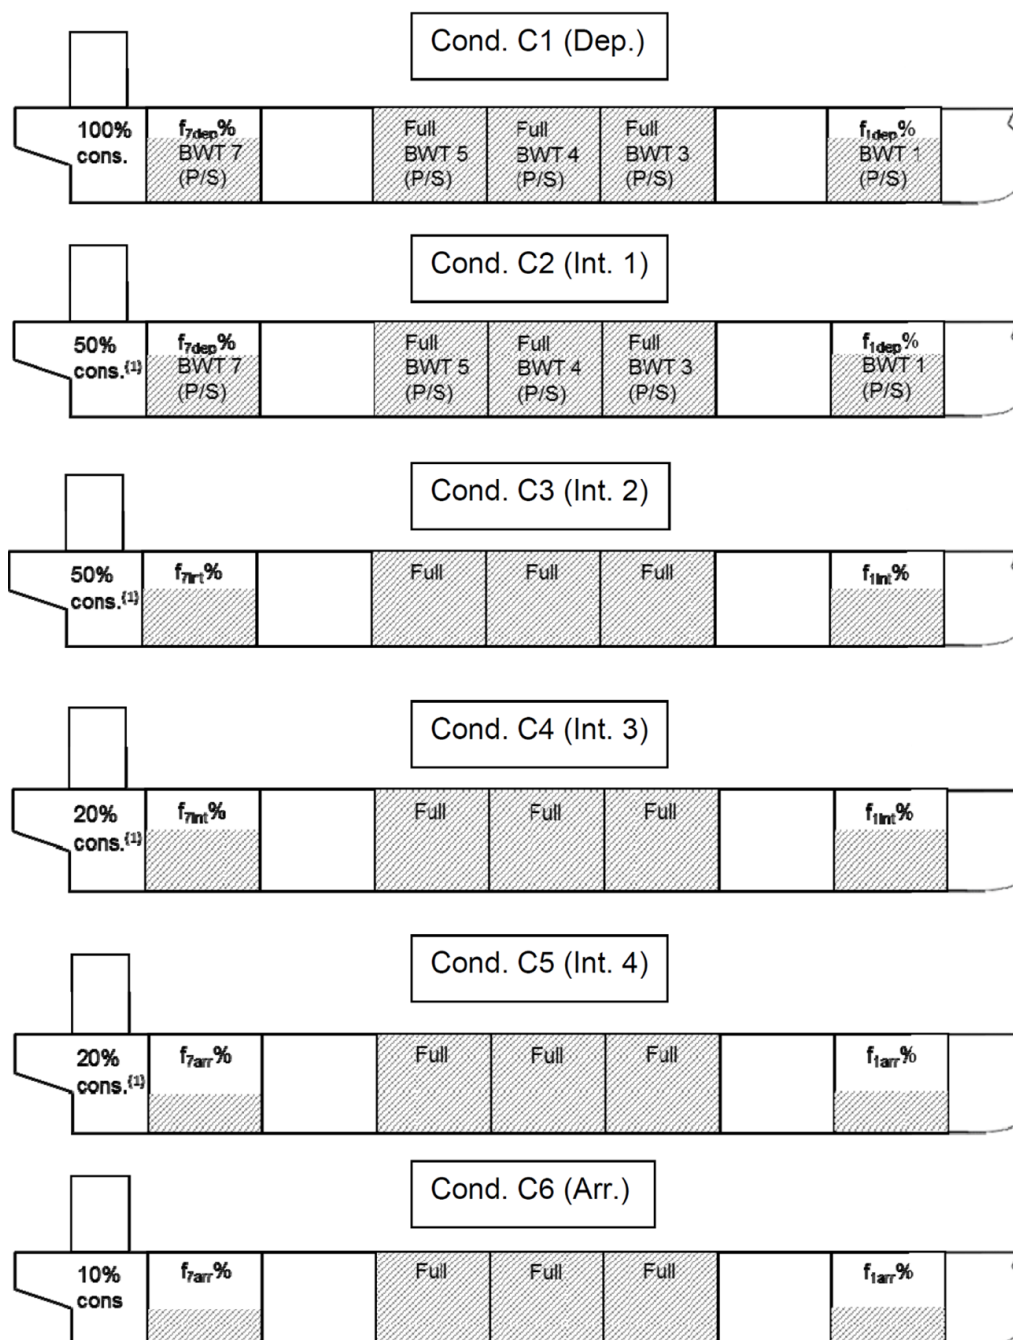 Cond. C1 (Dep.)
100%
cons.
f7dep%
BWT 7
(P/S)
Full
BWT 5
(P/S)
Full
BWT 4
(P/S)
Full
BWT 3
(P/S)
f1dep%
BWT 1
(P/S)
Cond. C2 (Int. 1)
50%
cons.{1}
f7dep%
BWT 7
(P/S)
Full
BWT 5
(P/S)
Full
BWT 4
(P/S)
Full
BWT 3
(P/S)
f1dep%
BWT 1
(P/S)
Cond. C3 (Int. 2)
50%
cons.{1}
f7int%
Full
Full
Full
f1int%
Cond. C4 (Int. 3)
20%
cons.{1}
f7int%
Full
Full
Full
f1int%
Cond. C5 (Int. 4)
20%
cons.{1}
f7arr%
Full
Full
Full
f1arr%
Cond. C6 (Arr.)
10%
cons
f7arr%
Full
Full
Full
f1arr%